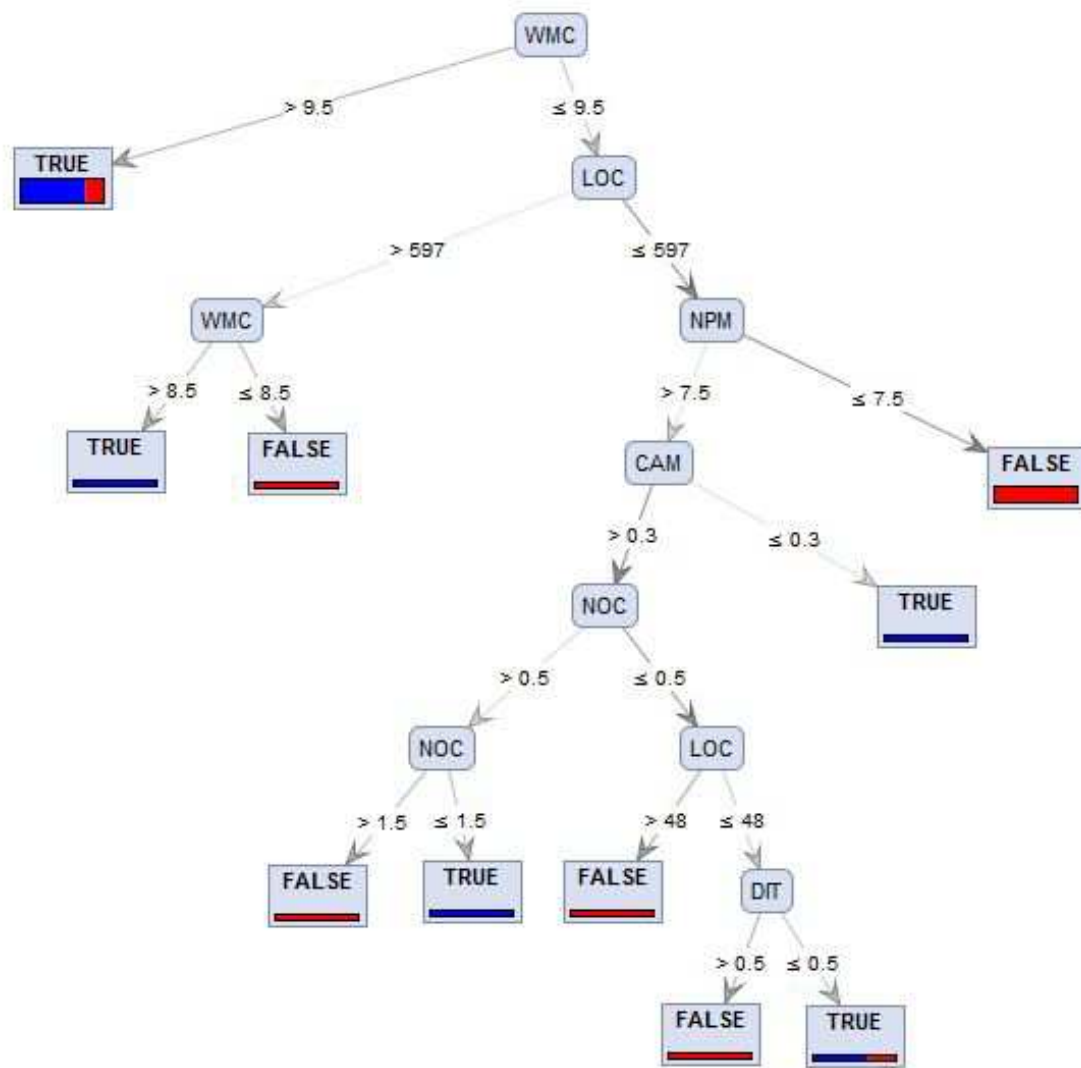 WMC
> 9.5
≤ 9.5
TRUE
LOC
> 597
≤ 597
WMC
NPM
> 8.5
≤ 8.5
> 7.5
≤ 7.5
TRUE
FALSE
CAM
FALSE
> 0.3
≤ 0.3
NOC
TRUE
> 0.5
≤ 0.5
NOC
LOC
> 1.5
≤ 1.5
> 48
≤ 48
FALSE
TRUE
FALSE
DIT
> 0.5
≤ 0.5
FALSE
TRUE